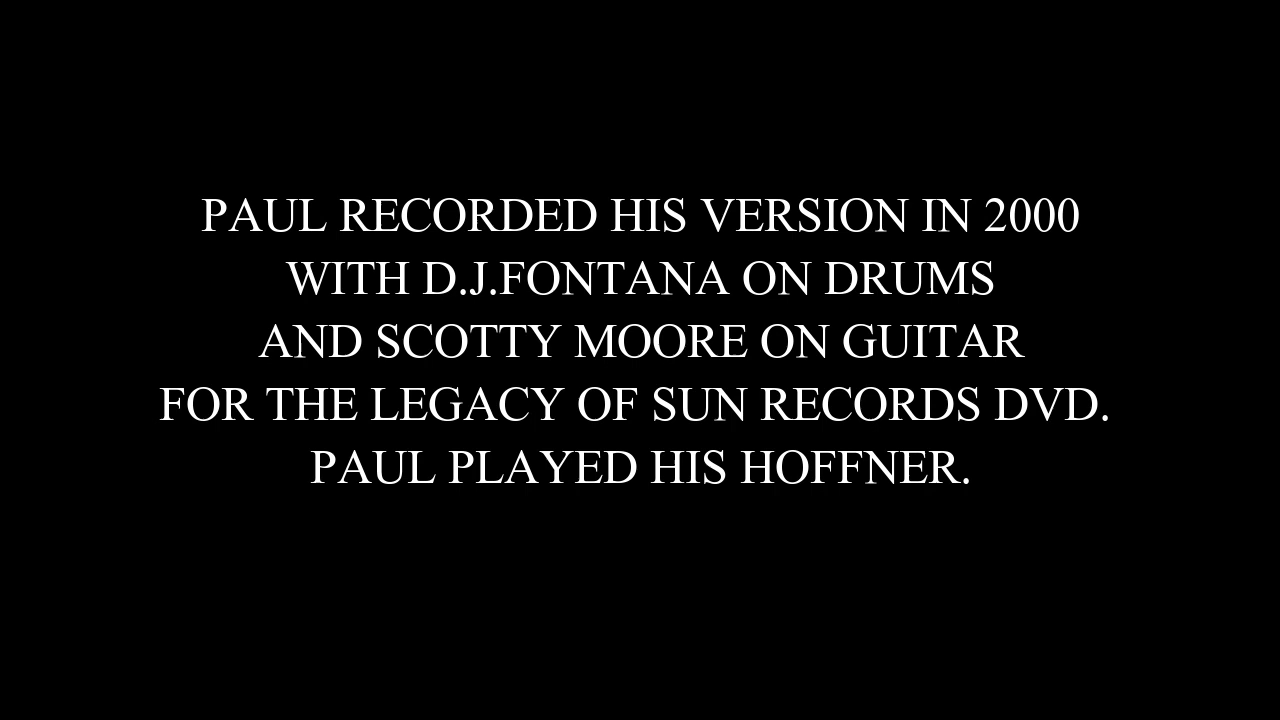 PAUL RECORDED HIS VERSION IN 2000
WITH D.J.FONTANA ON DRUMS
AND SCOTTY MOORE ON GUITAR
FOR THE LEGACY OF SUN RECORDS DVD.
PAUL PLAYED HIS HOFFNER.